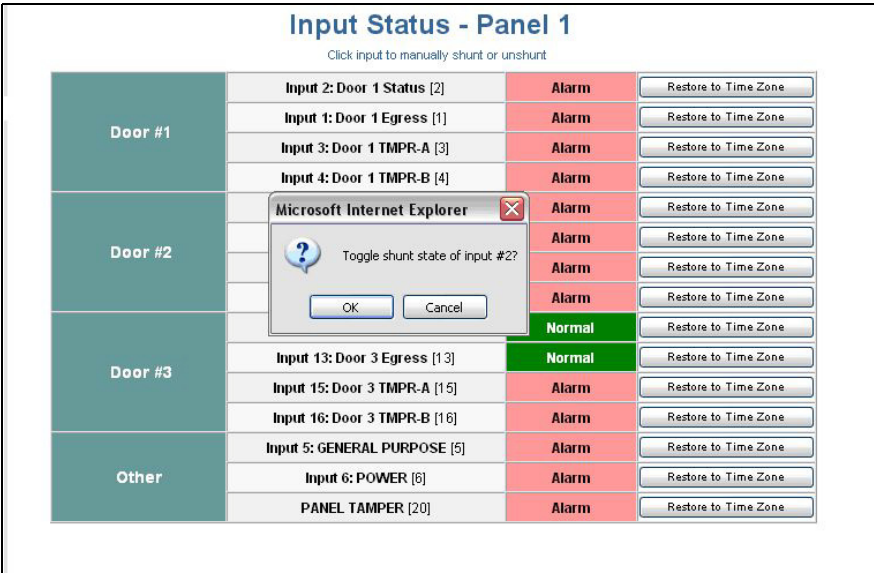 Input Status - Panel 1
Click input to manually shunt or unshunt
Door #1
Input 2: Door 1 Status [2] Alarm Restore to Time Zone
Input 1: Door 1 Egress [1] Alarm Restore to Time Zone
Input 3: Door 1 TMPR-A [3] Alarm Restore to Time Zone
Input 4: Door 1 TMPR-B [4] Alarm Restore to Time Zone
Door #2
Alarm Restore to Time Zone
Alarm Restore to Time Zone
Alarm Restore to Time Zone
Alarm Restore to Time Zone
Microsoft Internet Explorer
Toggle shunt state of input #2?
OK Cancel
Door #3
Normal Restore to Time Zone
Input 13: Door 3 Egress [13] Normal Restore to Time Zone
Input 15: Door 3 TMPR-A [15] Alarm Restore to Time Zone
Input 16: Door 3 TMPR-B [16] Alarm Restore to Time Zone
Other
Input 5: GENERAL PURPOSE [5] Alarm Restore to Time Zone
Input 6: POWER [6] Alarm Restore to Time Zone
PANEL TAMPER [20] Alarm Restore to Time Zone